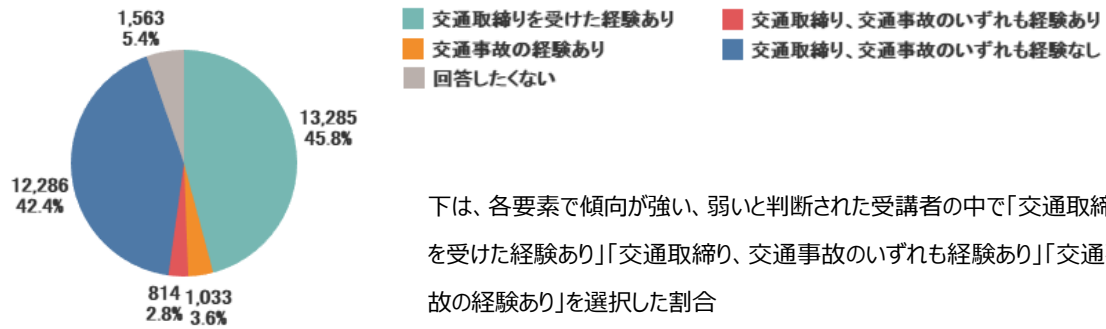 1,563
5.4%
交通取締りを受けた経験あり
交通取締り、交通事故のいずれも経験あり
交通事故の経験あり
交通取締り、交通事故のいずれも経験なし
回答したくない
13,285
45.8%
12,286
42.4%
814
2.8%
1,033
3.6%
下は、各要素で傾向が強い、弱いと判断された受講者の中で「交通取締
を受けた経験あり」「交通取締り、交通事故のいずれも経験あり」「交通
故の経験あり」を選択した割合